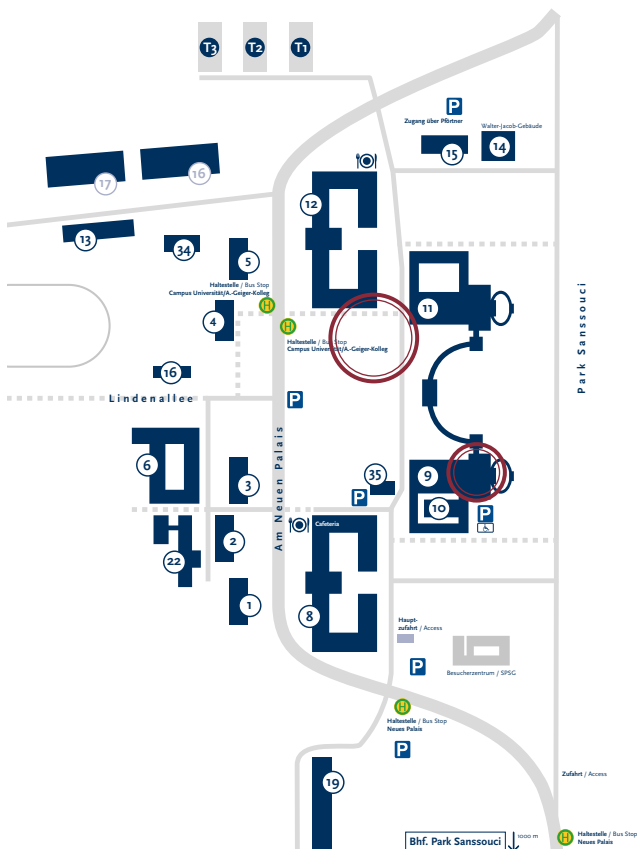 T3
T2
T1
P
Zugang über Pförtner
Walter-Jacob-Gebäude
15
14
17
16
12
13
34
5
Haltestelle / Bus Stop
Campus Universität/A.-Geiger-Kolleg
H
4
H
Haltestelle / Bus Stop
Campus Universität/A.-Geiger-Kolleg
11
Park Sanssouci
16
Lindenallee
P
Am Neuen Palais
6
3
35
P
9
10
P
2
Cafeteria
22
1
8
Haupt-
zufahrt / Access
P
Besucherzentrum / SPSG
H
Haltestelle / Bus Stop
Neues Palais
P
19
Zufahrt / Access
Bhf. Park Sanssouci
1000 m
H
Haltestelle / Bus Stop
Neues Palais